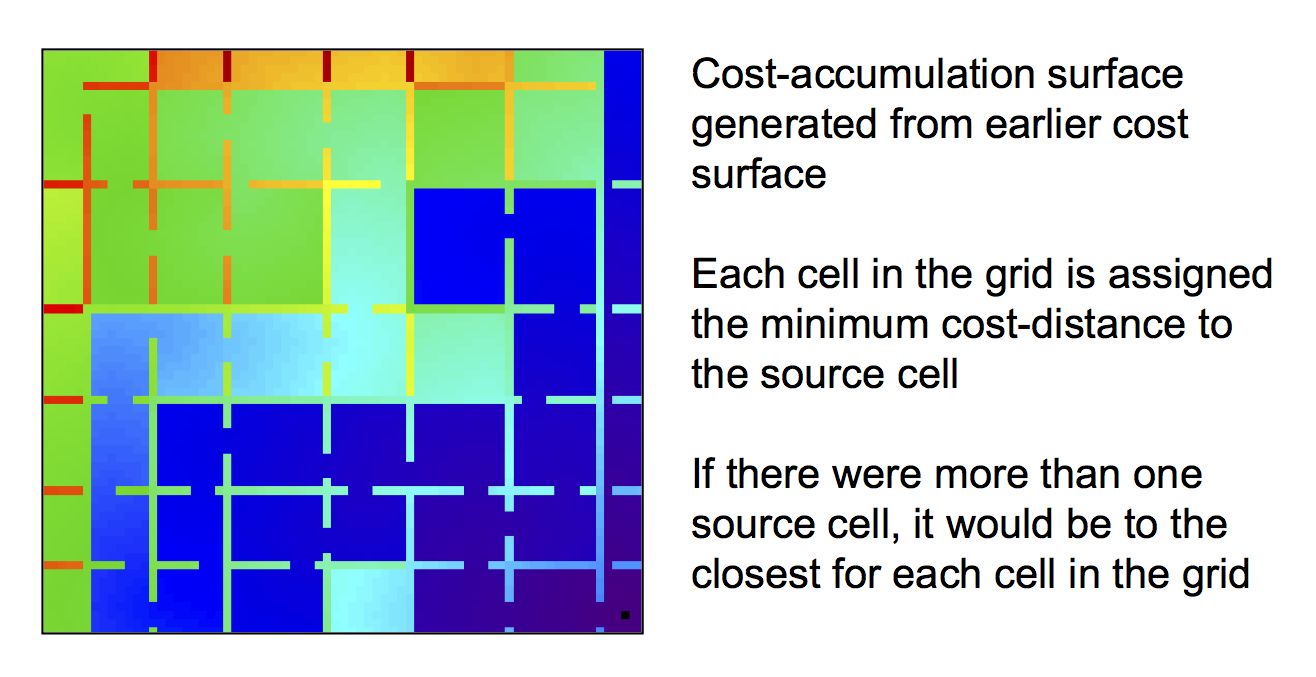 Cost-accumulation surface
generated from earlier cost
surface
Each cell in the grid is assigned
the minimum cost-distance to
the source cell
If there were more than one
source cell, it would be to the
closest for each cell in the grid